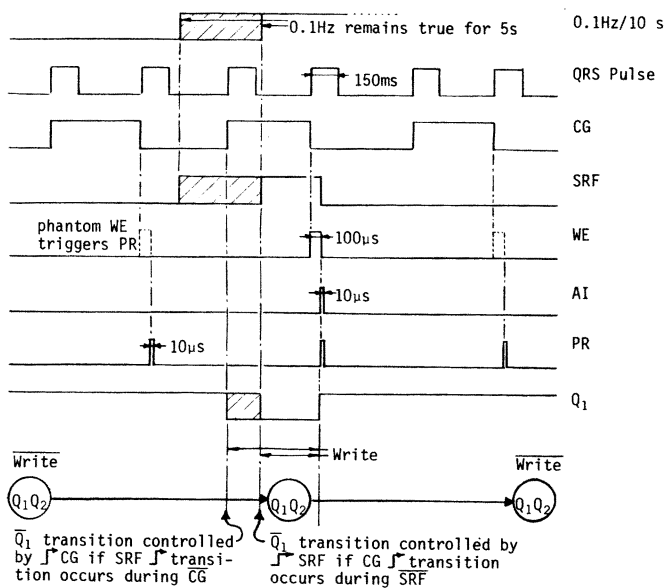 0.1Hz remains true for 5s
0.1Hz/10 s
QRS Pulse
150ms
CG
SRF
phantom WE
triggers PR
100μs
WE
AI
10μs
10μs
PR
Q₁
Write
W̅r̅i̅t̅e̅
W̅r̅i̅t̅e̅
Q₁Q₂
Q₁Q₂
Q₁Q₂
Q̅₁ transition controlled
by CG if SRF transi-
tion occurs during C̅G̅
Q̅₁ transition controlled by
SRF if CG transition
occurs during S̅R̅F̅